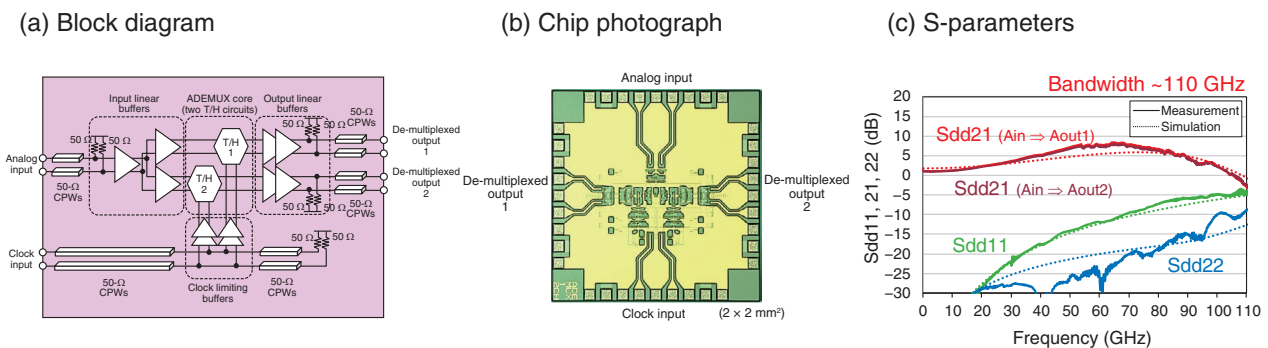 (a) Block diagram
50-Ω
CPWs
Input linear
buffers
ADEMUX core
(two T/H circuits)
Output linear
buffers
50 Ω
50 Ω
50 Ω
50 Ω
T/H
1
De-multiplexed
output
1
Analog
input
T/H
2
De-multiplexed
output
2
50-Ω
CPWs
50 Ω
50 Ω
50-Ω
CPWs
50 Ω
50 Ω
Clock
input
50-Ω
CPWs
Clock limiting
buffers
50-Ω
CPWs
(b) Chip photograph
Analog input
De-multiplexed
output
1
De-multiplexed
output
2
Clock input
(2 × 2 mm²)
(c) S-parameters
Bandwidth ~110 GHz
Measurement
Simulation
Sdd21 (Ain ⇒ Aout1)
Sdd21 (Ain ⇒ Aout2)
Sdd11
Sdd22
Sdd11, 21, 22 (dB)
20
15
10
5
0
−5
−10
−15
−20
−25
−30
0 10 20 30 40 50 60 70 80 90 100 110
Frequency (GHz)